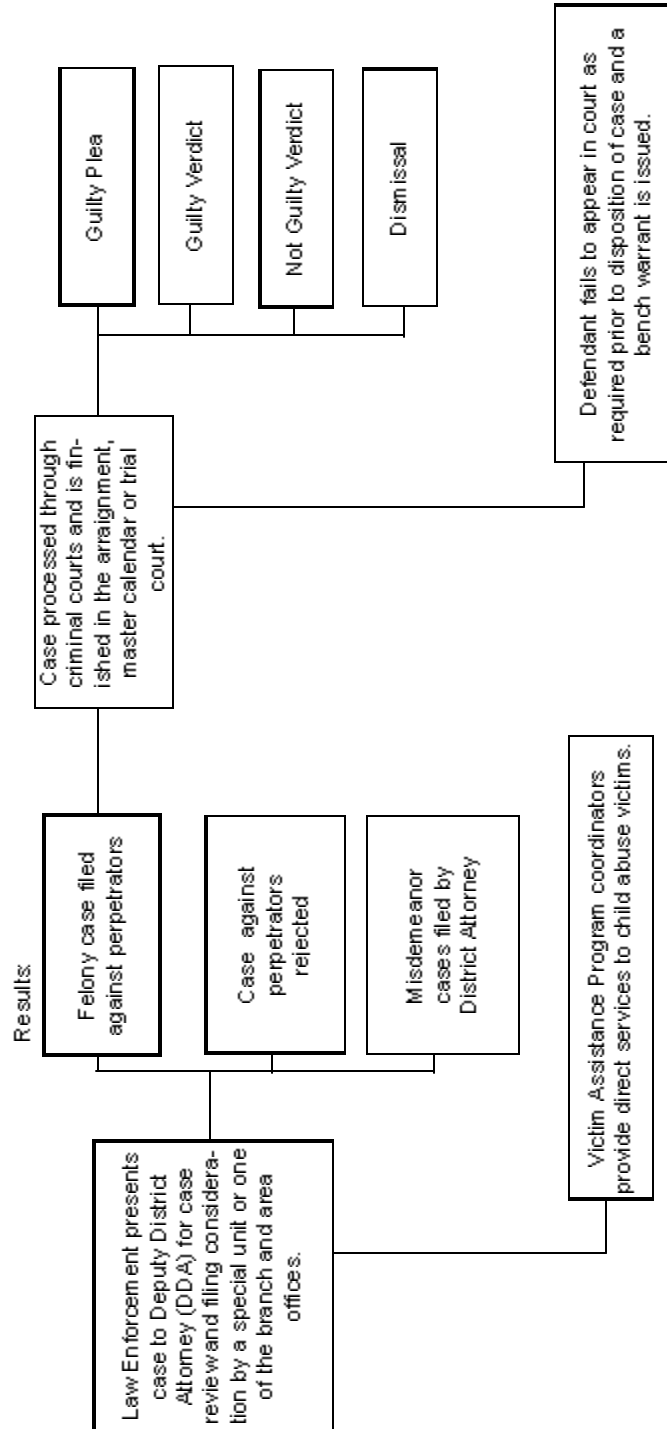 Law Enforcement presents
case to Deputy District
Attorney (DDA) for case
review and filing considera-
tion by a special unit or one
of the branch and area
offices.
Results:
Felony case filed
against perpetrators
Case against
perpetrators
rejected
Misdemeanor
cases filed by
District Attorney
Victim Assistance Program coordinators
provide direct services to child abuse victims.
Case processed through
criminal courts and is fin-
ished in the arraignment,
master calendar or trial
court.
Guilty Plea
Guilty Verdict
Not Guilty Verdict
Dismissal
Defendant fails to appear in court as
required prior to disposition of case and a
bench warrant is issued.